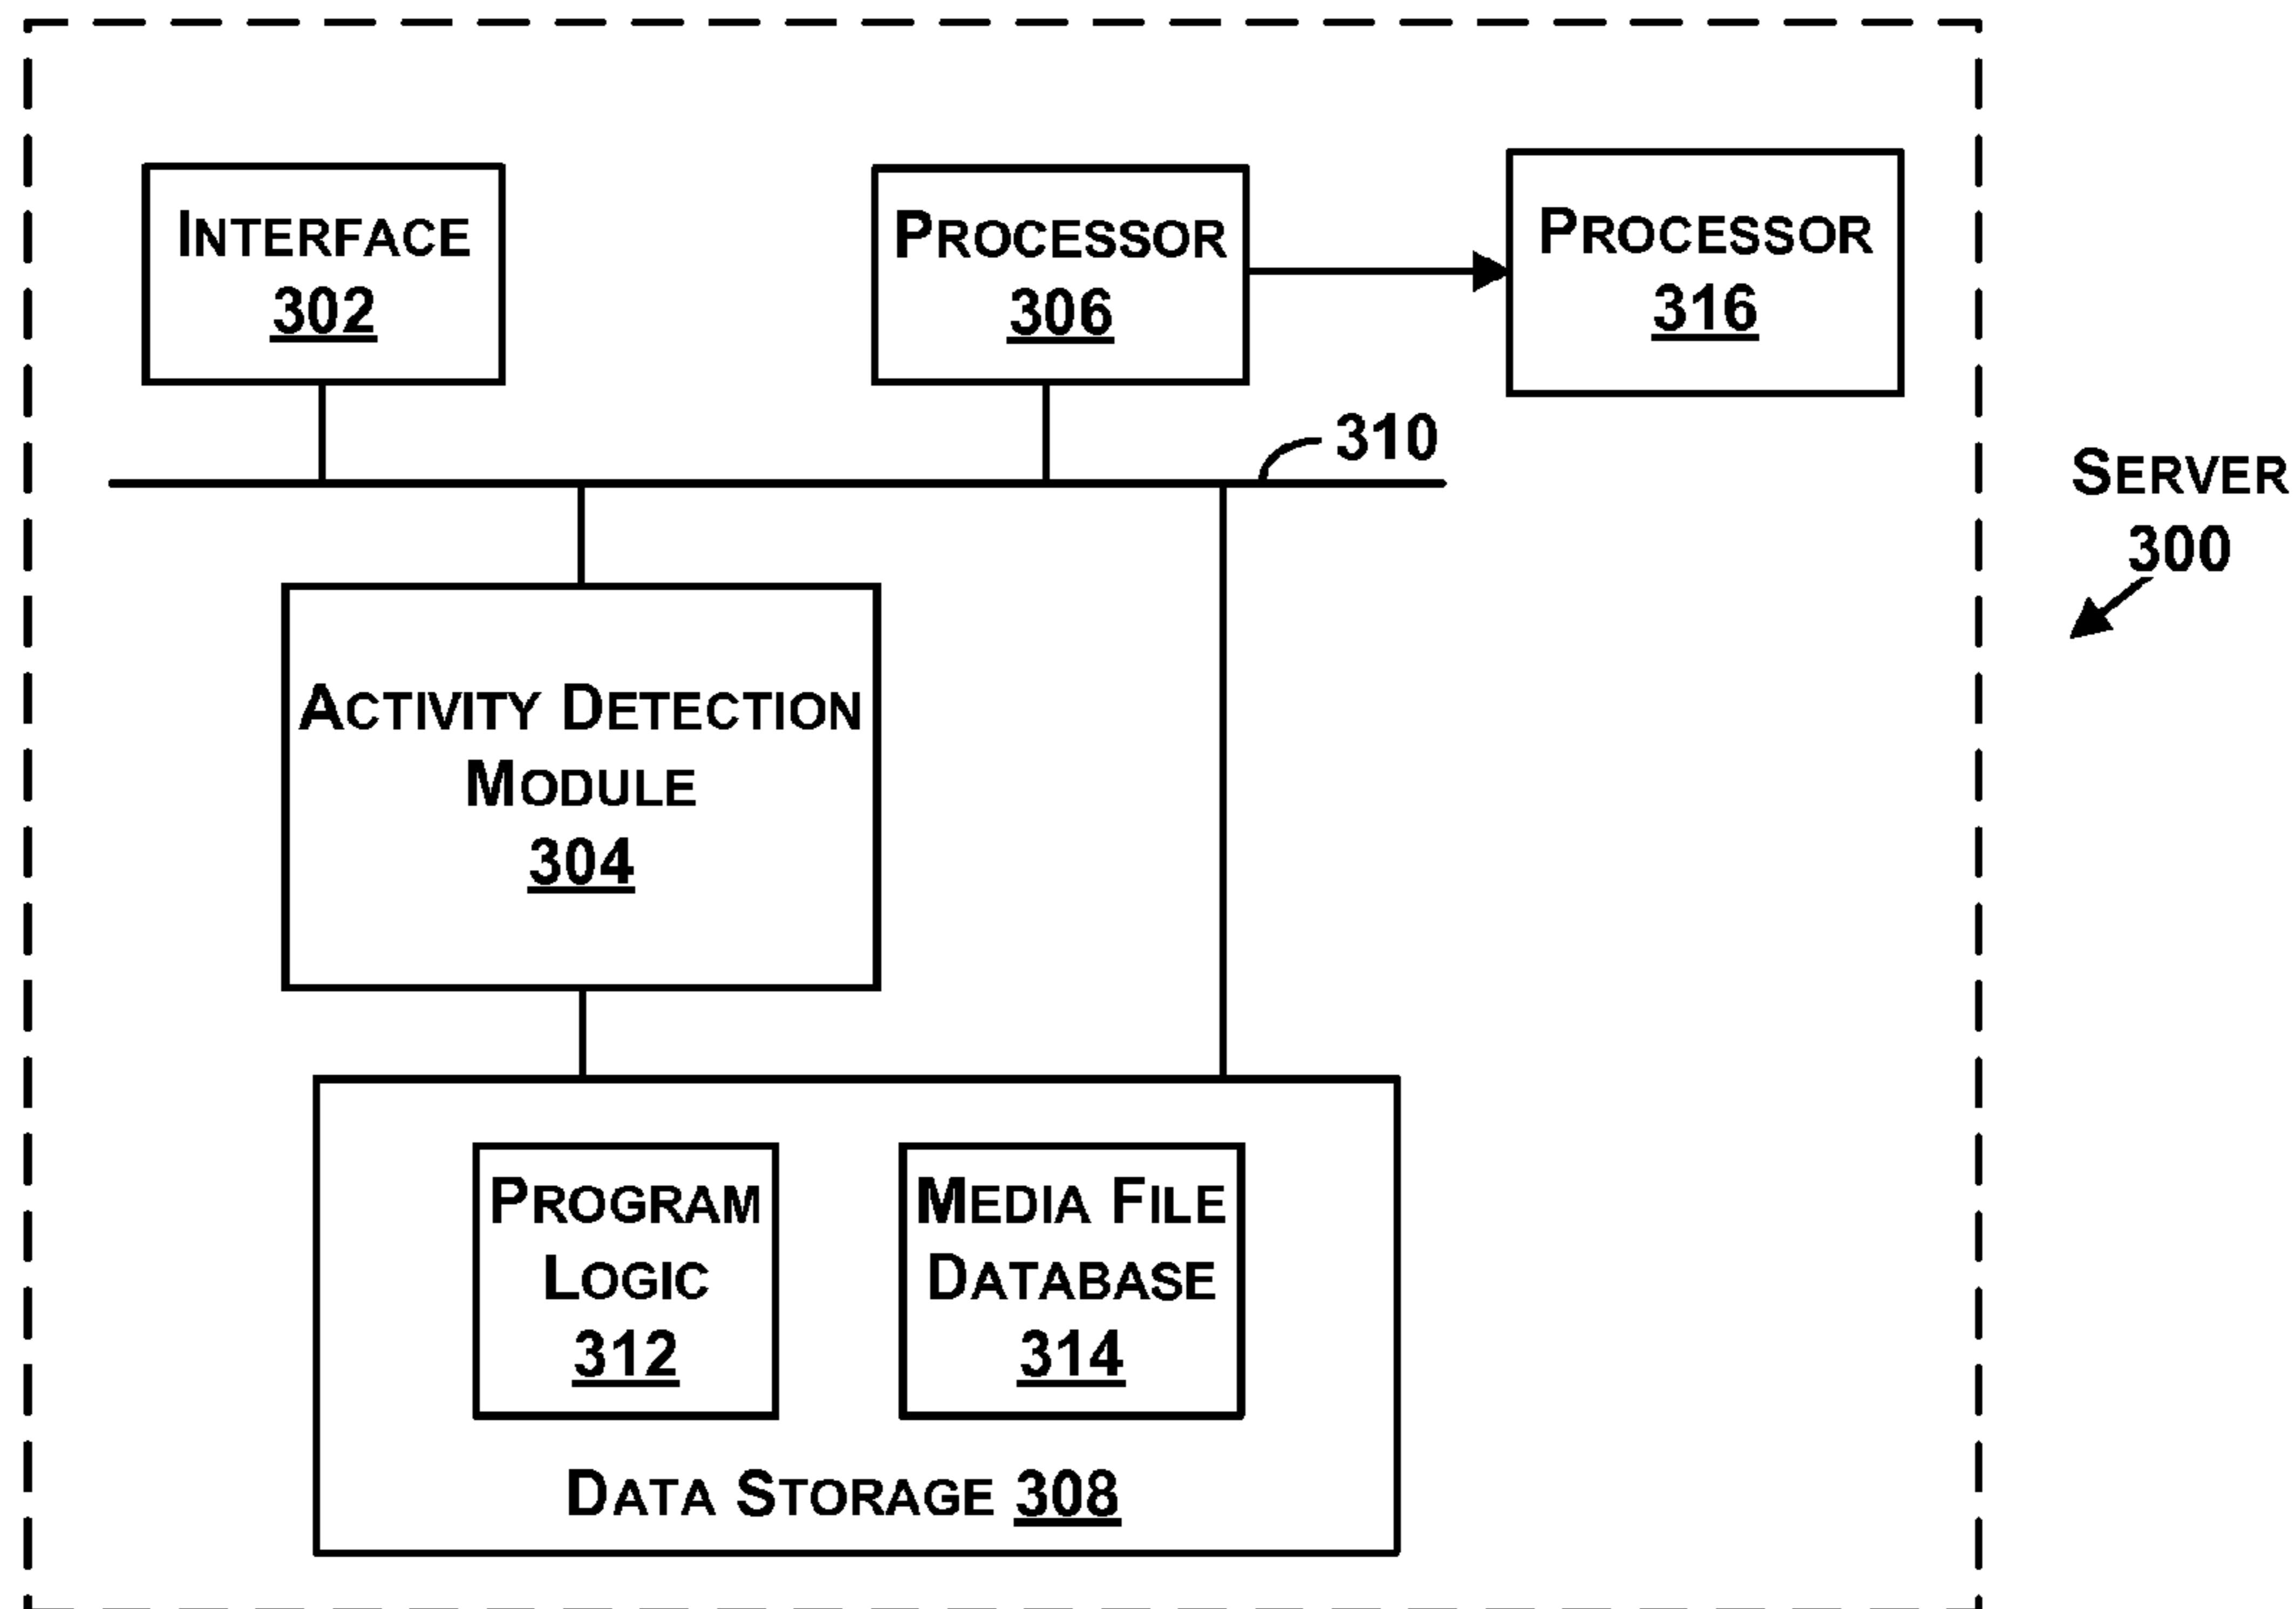 INTERFACE
302
PROCESSOR
306
PROCESSOR
316
310
SERVER
300
ACTIVITY DETECTION
MODULE
304
PROGRAM
LOGIC
312
MEDIA FILE
DATABASE
314
DATA STORAGE 308